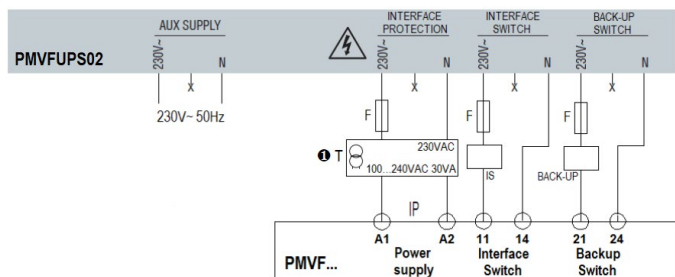 AUX SUPPLY
INTERFACE PROTECTION
INTERFACE SWITCH
BACK-UP SWITCH
PMVFUPS02
230V~ x N
230V~ x N
230V~ x N
230V~ x N
230V~ 50Hz
F
F
F
❶ T
230VAC
100...240VAC 30VA
IS
BACK-UP
IP
A1 A2 11 14 21 24
PMVF...
Power supply
Interface Switch
Backup Switch